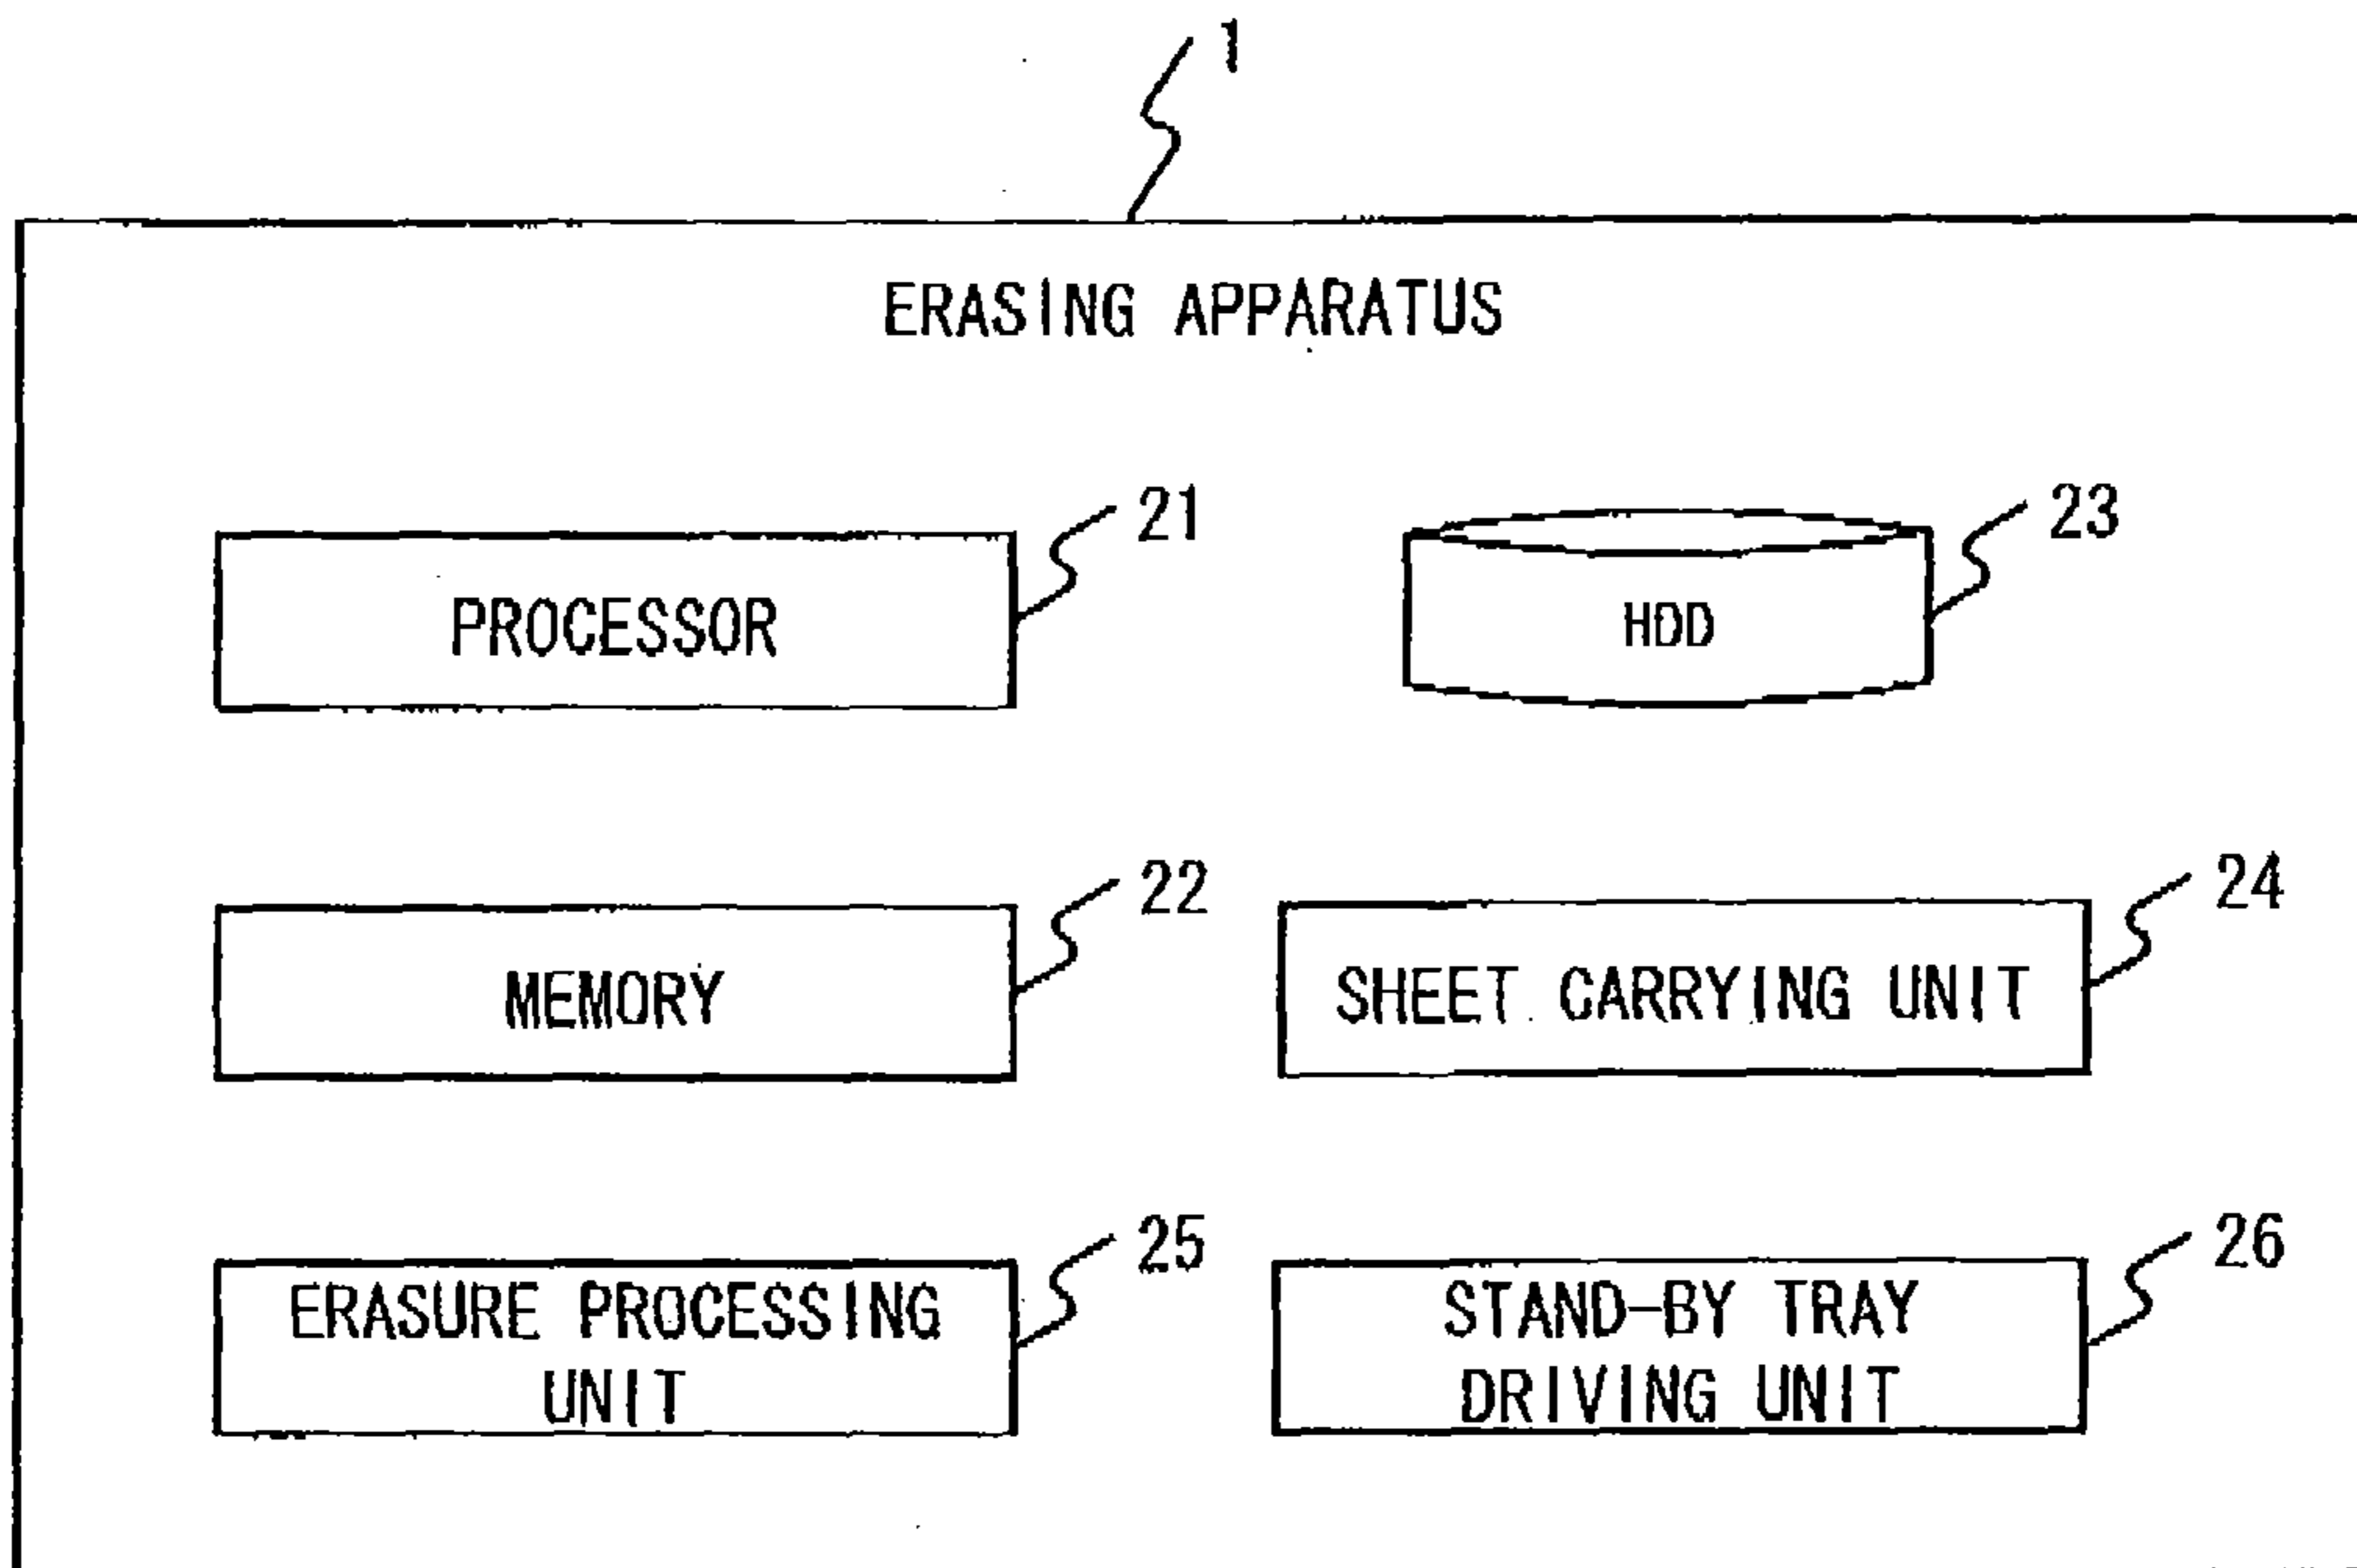 1
ERASING APPARATUS
21
PROCESSOR
23
HDD
22
MEMORY
24
SHEET CARRYING UNIT
25
ERASURE PROCESSING
UNIT
26
STAND-BY TRAY
DRIVING UNIT